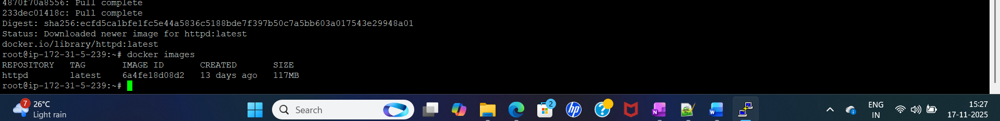 4870f70a8556: Pull complete
233dec01418c: Pull complete
Digest: sha256:ecfd5ca1bfe1fc5e44a5836c5188bde7f397b50c7a5bb603a017543e29948a01
Status: Downloaded newer image for httpd:latest
docker.io/library/httpd:latest
root@ip-172-31-5-239:~# docker images
REPOSITORY TAG IMAGE ID CREATED SIZE
httpd latest 6a4fe18d08d2 13 days ago 117MB
root@ip-172-31-5-239:~#
7
26°C
Light rain
Search
2
hp
?
N
W
ENG
IN
15:27
17-11-2025